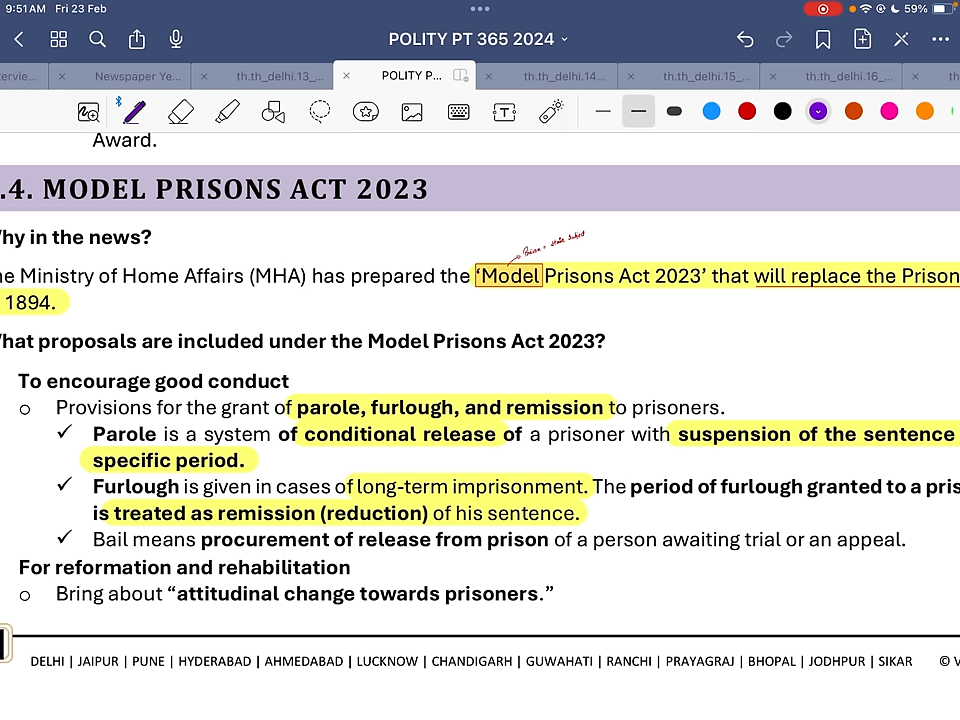 9:51 AM Fri 23 Feb
59%
POLITY PT 365 2024
tervie...
Newspaper Ye...
th.th_delhi.13_...
POLITY P...
th.th_delhi.14...
th.th_delhi.15_...
th.th_delhi.16_...
th
Award.
.4. MODEL PRISONS ACT 2023
hy in the news?
Prison = state subject
e Ministry of Home Affairs (MHA) has prepared the ‘Model Prisons Act 2023’ that will replace the Prison
1894.
hat proposals are included under the Model Prisons Act 2023?
To encourage good conduct
o Provisions for the grant of parole, furlough, and remission to prisoners.
✓ Parole is a system of conditional release of a prisoner with suspension of the sentence
specific period.
✓ Furlough is given in cases of long-term imprisonment. The period of furlough granted to a pris
is treated as remission (reduction) of his sentence.
✓ Bail means procurement of release from prison of a person awaiting trial or an appeal.
For reformation and rehabilitation
o Bring about “attitudinal change towards prisoners.”
DELHI | JAIPUR | PUNE | HYDERABAD | AHMEDABAD | LUCKNOW | CHANDIGARH | GUWAHATI | RANCHI | PRAYAGRAJ | BHOPAL | JODHPUR | SIKAR © V